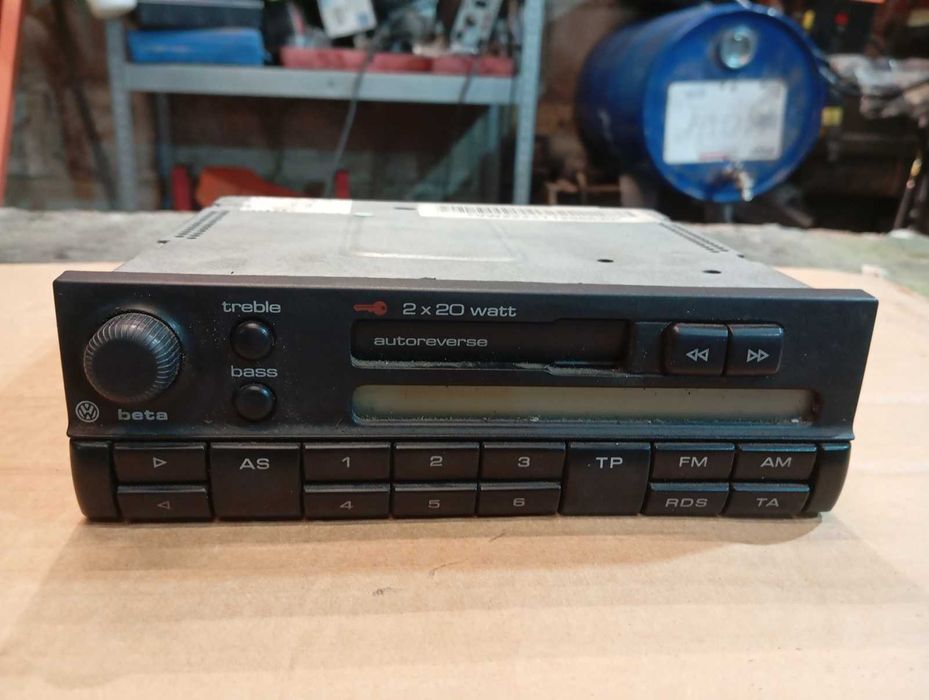 treble
2 x 20 watt
autoreverse
bass
beta
AS 1 2 3 TP FM AM
4 5 6 RDS TA